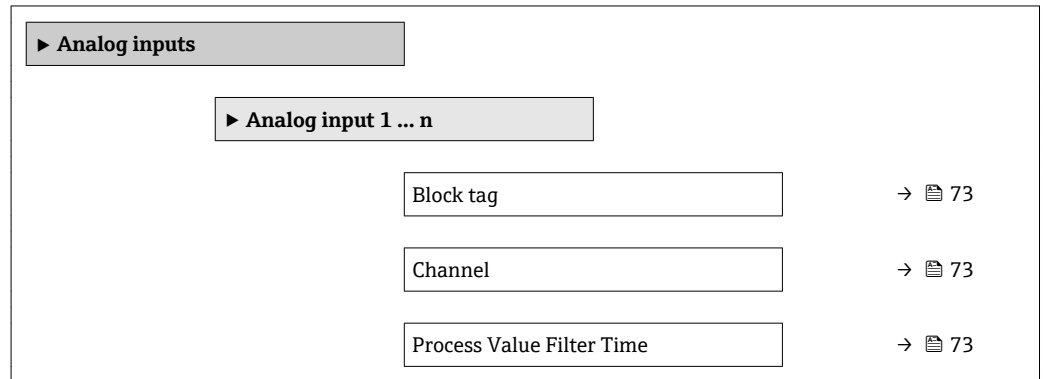 ▶ Analog inputs
▶ Analog input 1 ... n
Block tag → 73
Channel → 73
Process Value Filter Time → 73